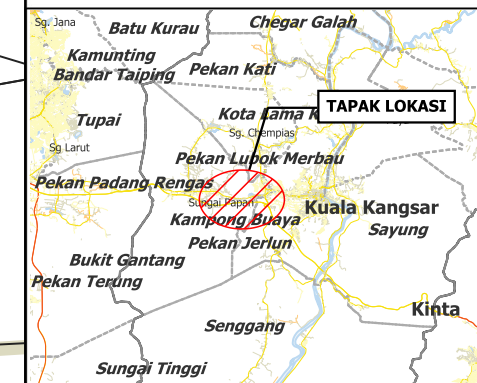 Sg. Jana
Batu Kurau
Chegar Galah
Kamunting
Bandar Taiping
Pekan Kati
TAPAK LOKASI
Kota Lama K
Tupai
Sg. Chempias
Sg Larut
Pekan Lubok Merbau
Pekan Padang Rengas
Sungai Papan
Kuala Kangsar
Kampong Buaya
Sayung
Pekan Jerlun
Bukit Gantang
Pekan Terung
Kinta
Senggang
Sungai Tinggi